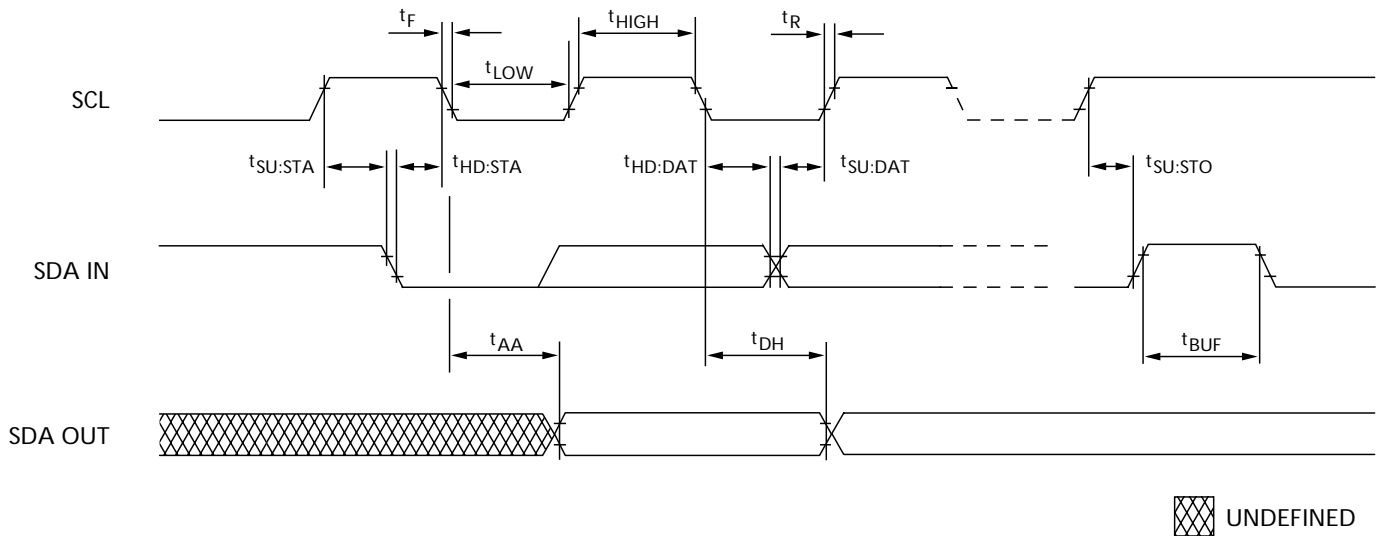 tF
tHIGH
tR
tLOW
SCL
tSU:STA
tHD:STA
tHD:DAT
tSU:DAT
tSU:STO
SDA IN
tAA
tDH
tBUF
SDA OUT
UNDEFINED